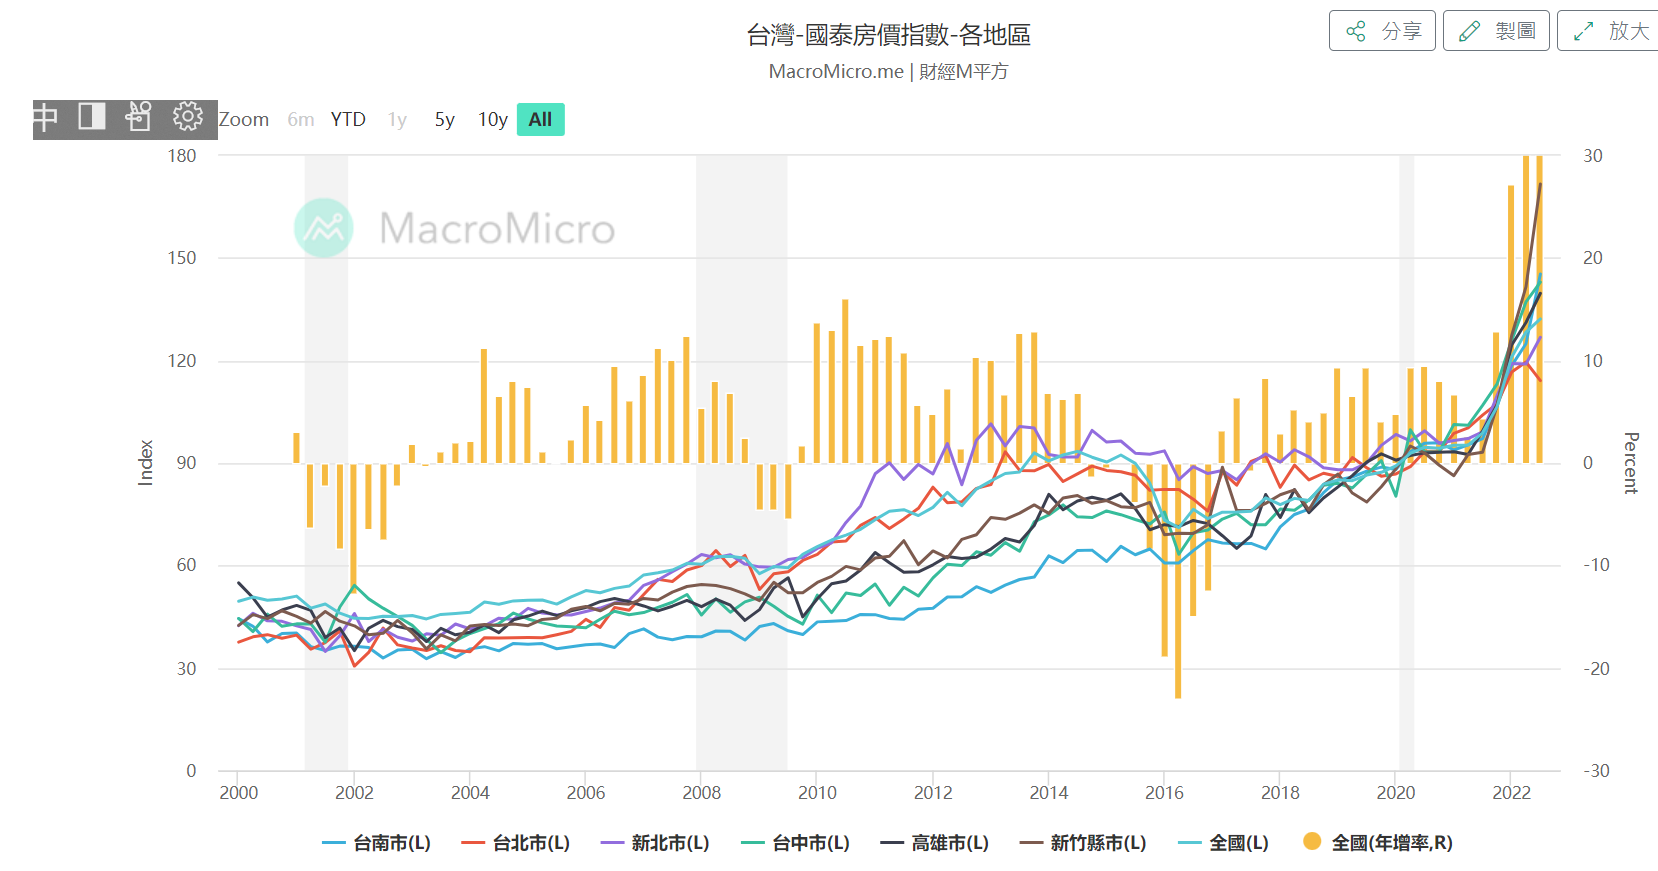 台灣-國泰房價指數-各地區
MacroMicro.me | 財經M平方
分享
製圖
放大
中
Zoom 6m YTD 1y 5y 10y All
MacroMicro
180
150
120
90
60
30
0
Index
30
20
10
0
-10
-20
-30
Percent
2000 2002 2004 2006 2008 2010 2012 2014 2016 2018 2020 2022
台南市(L) 台北市(L) 新北市(L) 台中市(L) 高雄市(L) 新竹縣市(L) 全國(L) 全國(年增率,R)